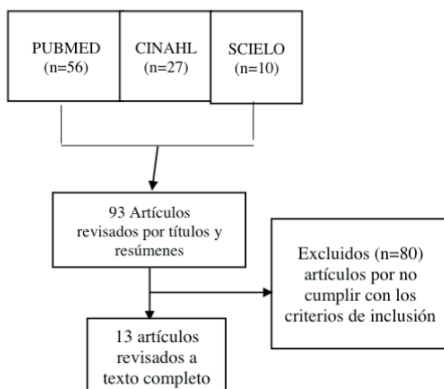 PUBMED
(n=56)
CINAHL
(n=27)
SCIELO
(n=10)
93 Artículos
revisados por títulos y
resúmenes
Excluidos (n=80)
artículos por no
cumplir con los
criterios de inclusión
13 artículos
revisados a
texto completo